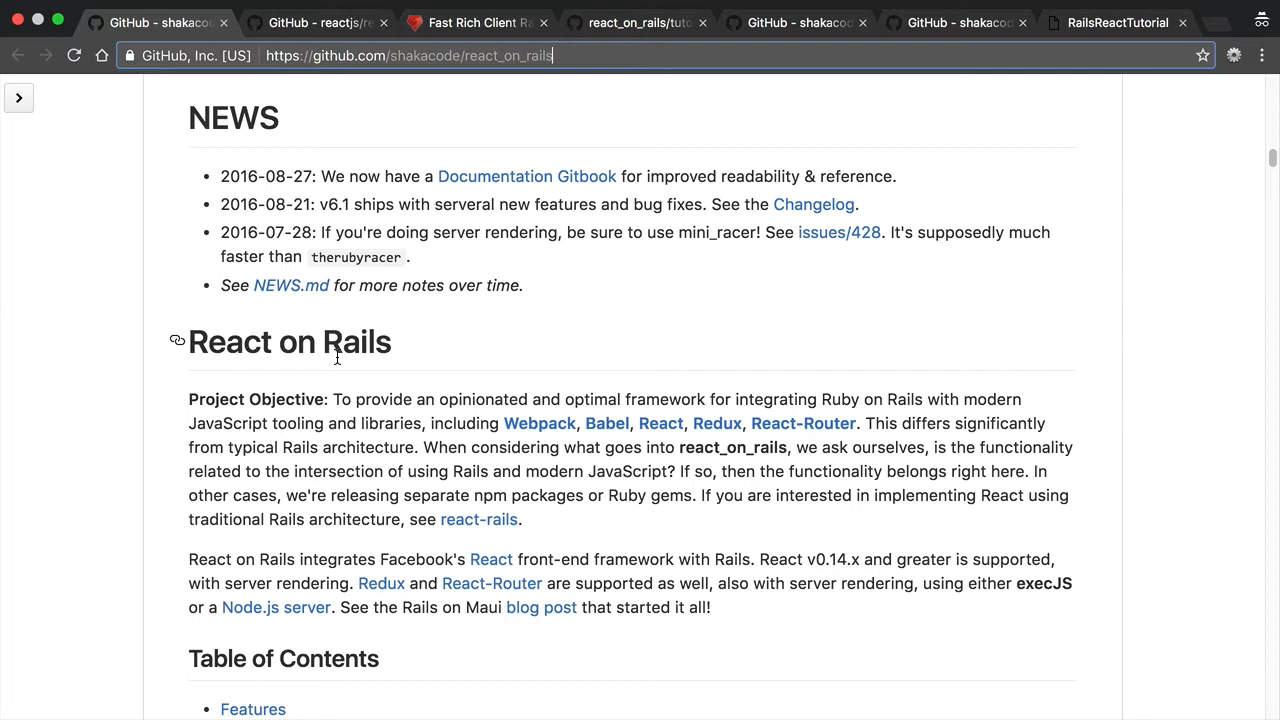 GitHub - shakacode/
GitHub - reactjs/re
Fast Rich Client Ra
react_on_rails/tuto
GitHub - shakacod
GitHub - shakacod
RailsReactTutorial
GitHub, Inc. [US] https://github.com/shakacode/react_on_rails
NEWS
• 2016-08-27: We now have a Documentation Gitbook for improved readability & reference.
• 2016-08-21: v6.1 ships with serveral new features and bug fixes. See the Changelog.
• 2016-07-28: If you're doing server rendering, be sure to use mini_racer! See issues/428. It's supposedly much
faster than therubyracer .
• See NEWS.md for more notes over time.
React on Rails
Project Objective: To provide an opinionated and optimal framework for integrating Ruby on Rails with modern
JavaScript tooling and libraries, including Webpack, Babel, React, Redux, React-Router. This differs significantly
from typical Rails architecture. When considering what goes into react_on_rails, we ask ourselves, is the functionality
related to the intersection of using Rails and modern JavaScript? If so, then the functionality belongs right here. In
other cases, we're releasing separate npm packages or Ruby gems. If you are interested in implementing React using
traditional Rails architecture, see react-rails.
React on Rails integrates Facebook's React front-end framework with Rails. React v0.14.x and greater is supported,
with server rendering. Redux and React-Router are supported as well, also with server rendering, using either execJS
or a Node.js server. See the Rails on Maui blog post that started it all!
Table of Contents
• Features